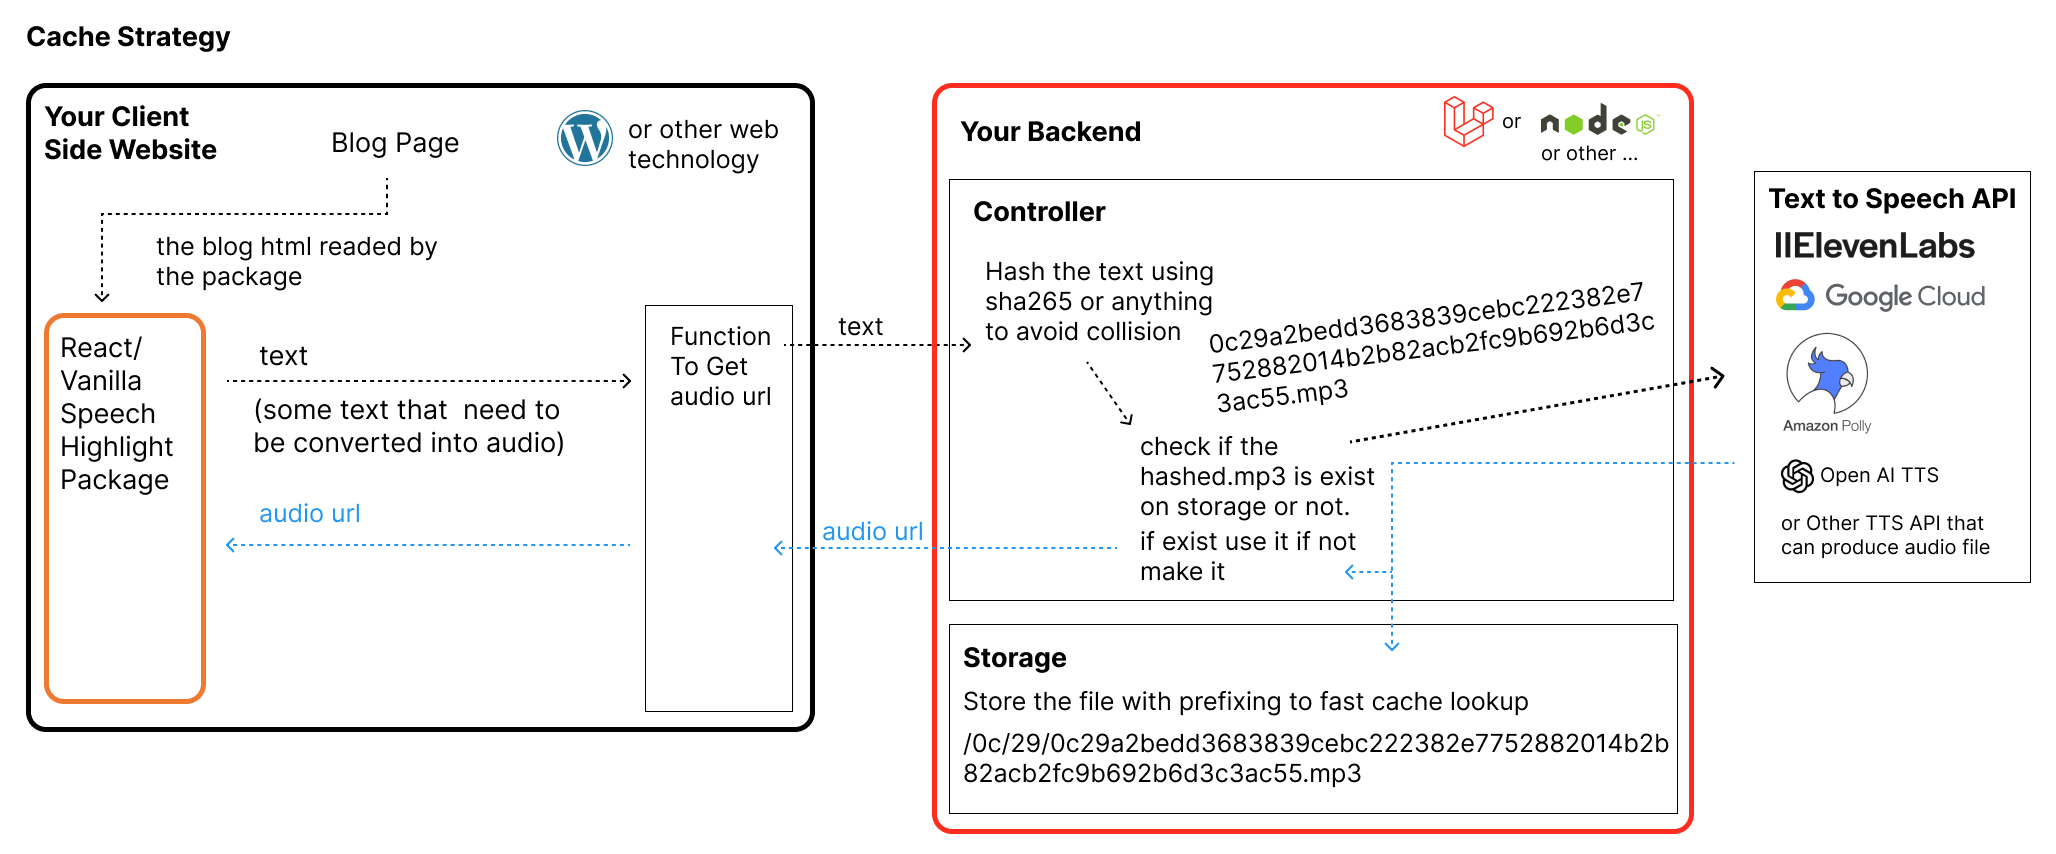 Cache Strategy
Your Client
Side Website
Blog Page
or other web
technology
the blog html readed by
the package
React/
Vanilla
Speech
Highlight
Package
text
(some text that  need to
be converted into audio)
audio url
Function
To Get
audio url
text
audio url
Your Backend
or
node
JS
or other ...
Controller
Hash the text using
sha265 or anything
to avoid collision
0c29a2bedd3683839cebc222382e7
752882014b2b82acb2fc9b692b6d3c
3ac55.mp3
check if the
hashed.mp3 is exist
on storage or not.
if exist use it if not
make it
Storage
Store the file with prefixing to fast cache lookup
/0c/29/0c29a2bedd3683839cebc222382e7752882014b2b
82acb2fc9b692b6d3c3ac55.mp3
Text to Speech API
IIElevenLabs
Google Cloud
Amazon Polly
Open AI TTS
or Other TTS API that
can produce audio file